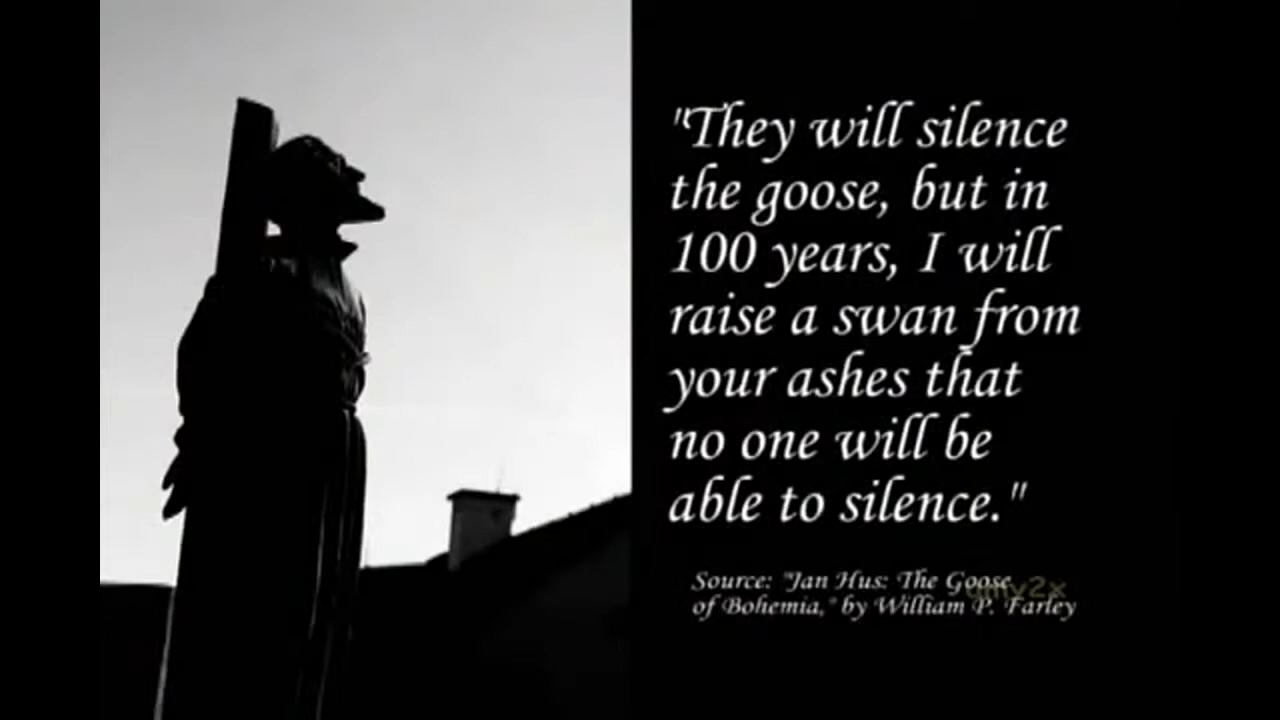 "They will silence
the goose, but in
100 years, I will
raise a swan from
your ashes that
no one will be
able to silence."
Source: "Jan Hus: The Goose
of Bohemia," by William P. Farley